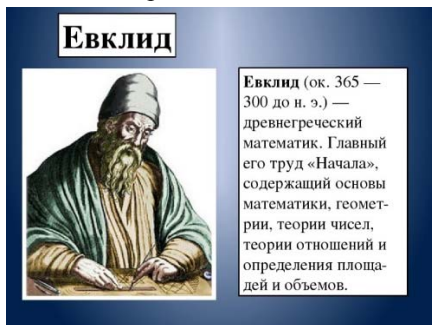 Евклид
Евклид (ок. 365 —
300 до н. э.) —
древнегреческий
математик. Главный
его труд «Начала»,
содержащий основы
математики, геомет-
рии, теории чисел,
теории отношений и
определения площа-
дей и объемов.